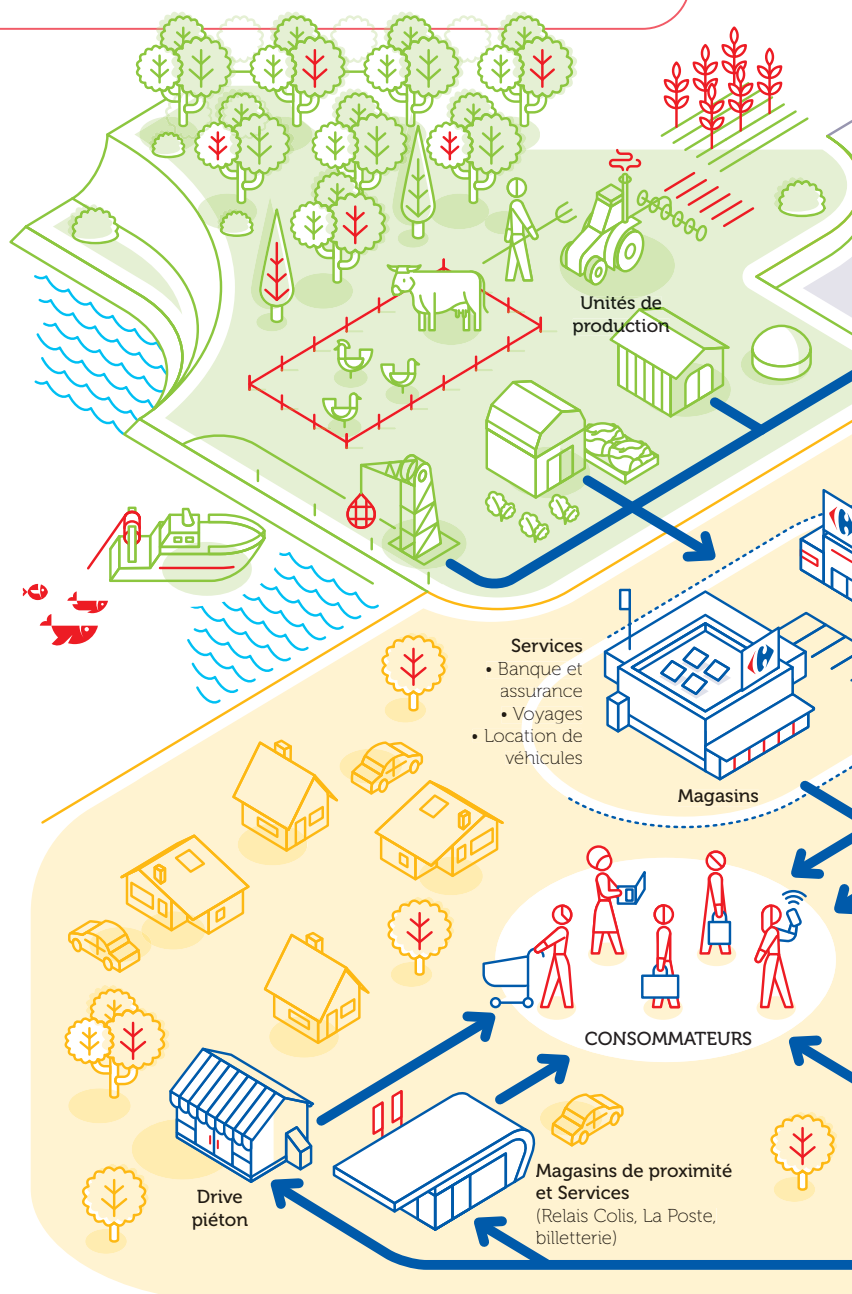 Unités de
production
Services
• Banque et
assurance
• Voyages
• Location de
véhicules
Magasins
CONSOMMATEURS
Drive
piéton
Magasins de proximité
et Services
(Relais Colis, La Poste,
billetterie)